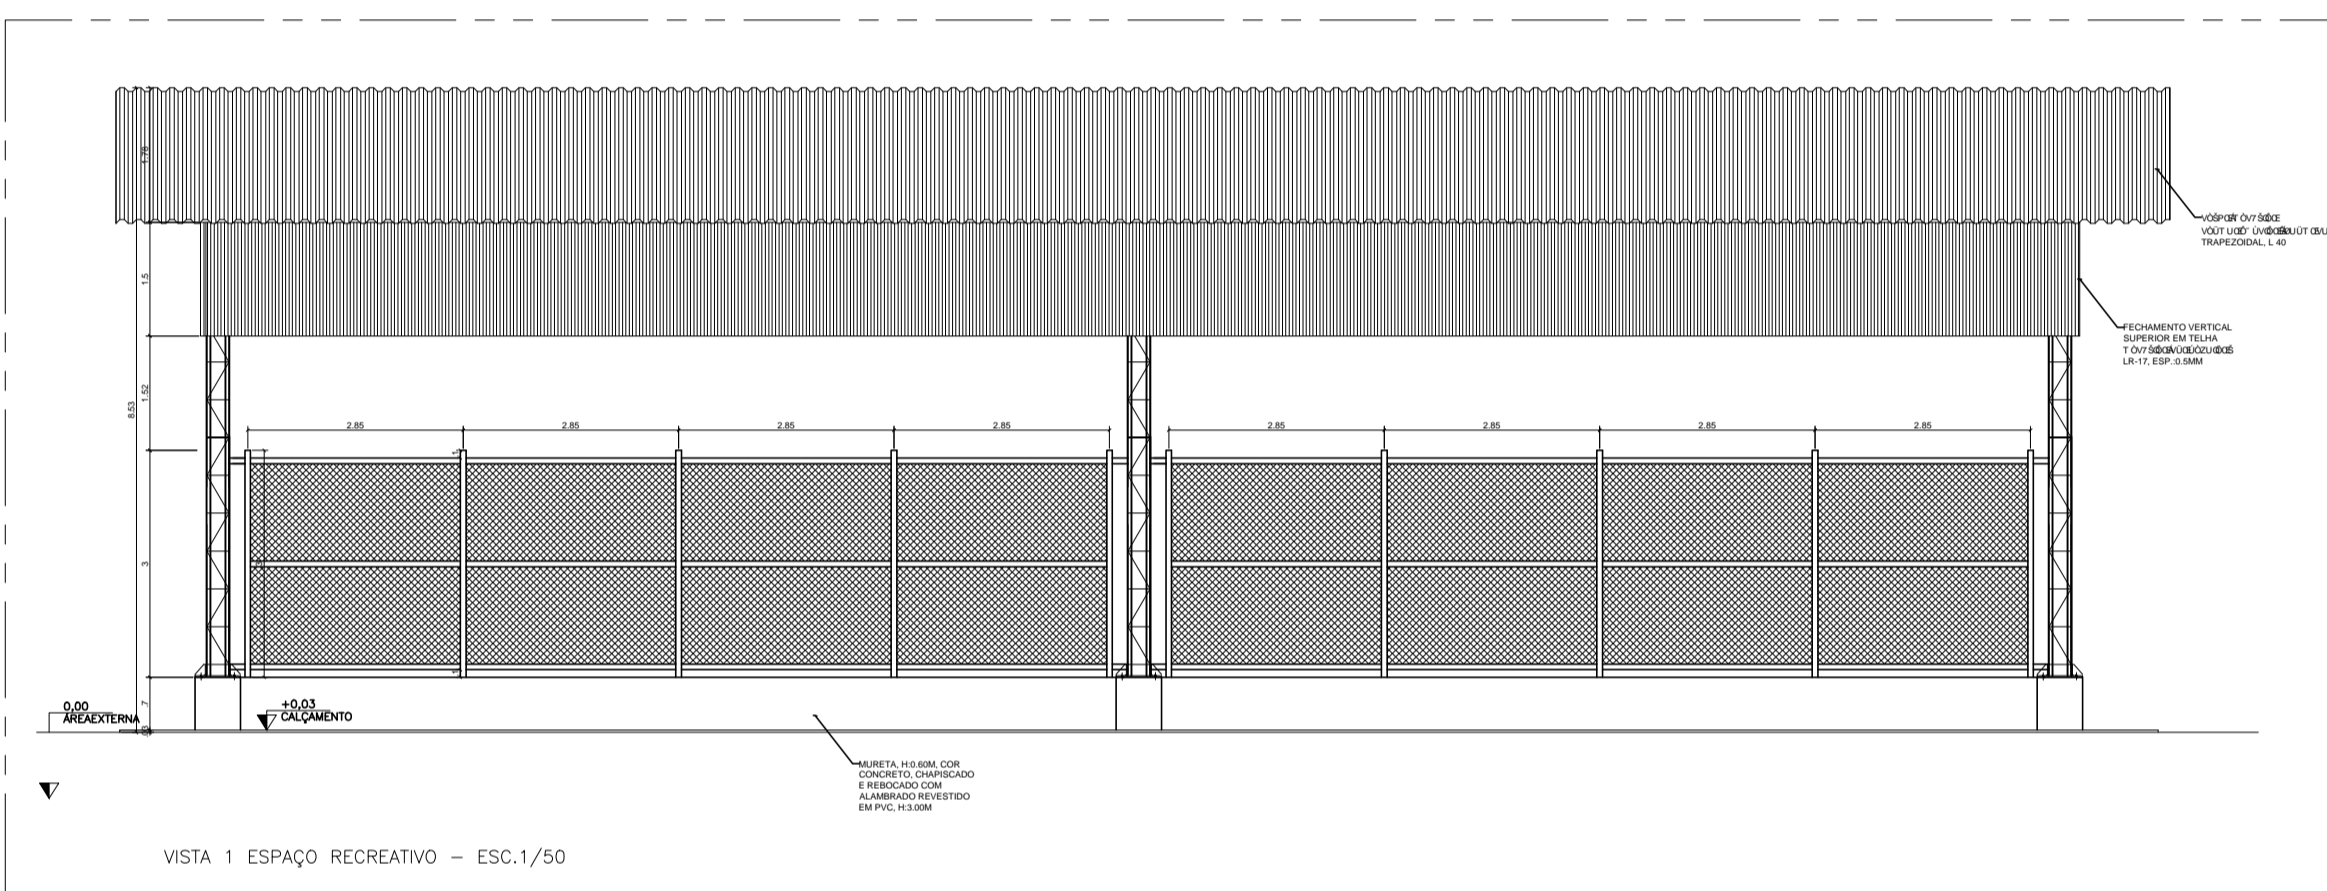 1.78
TRAPEZOIDAL, L 40
1.5
FECHAMENTO VERTICAL
SUPERIOR EM TELHA
LR-17, ESP.:0.5MM
1.52
8.53
2.85 2.85 2.85 2.85 2.85 2.85 2.85 2.85
3
3
.7
0,00
ÁREAEXTERNA
+0,03
CALÇAMENTO
.03
MURETA, H:0.60M, COR
CONCRETO, CHAPISCADO
E REBOCADO COM
ALAMBRADO REVESTIDO
EM PVC, H:3.00M
VISTA 1 ESPAÇO RECREATIVO – ESC.1/50